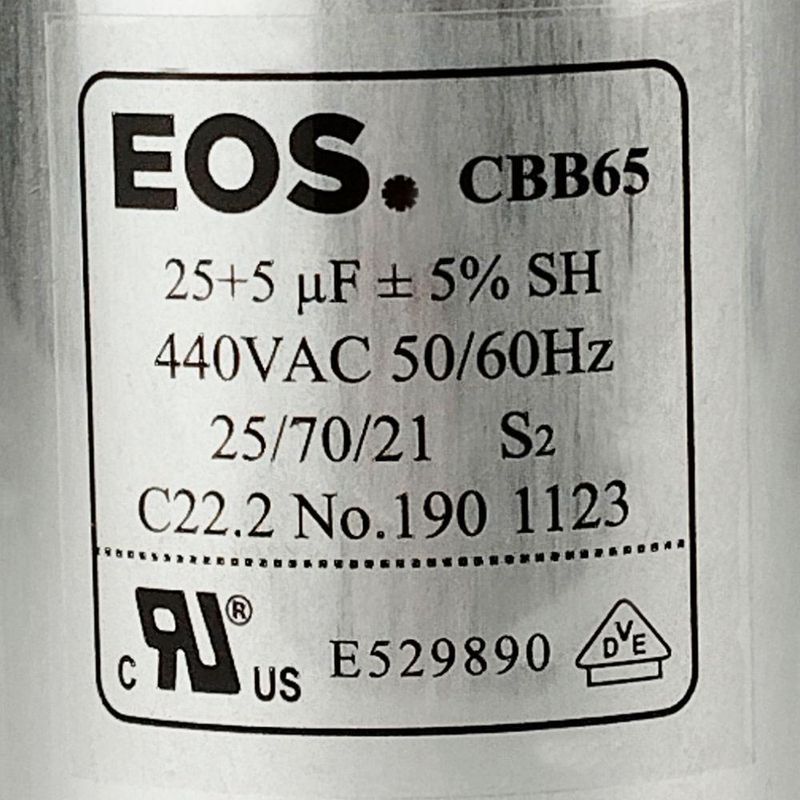 EOS. CBB65
25+5 μF ± 5% SH
440VAC 50/60Hz
25/70/21 S2
C22.2 No.190 1123
c RU ® US E529890 DVE